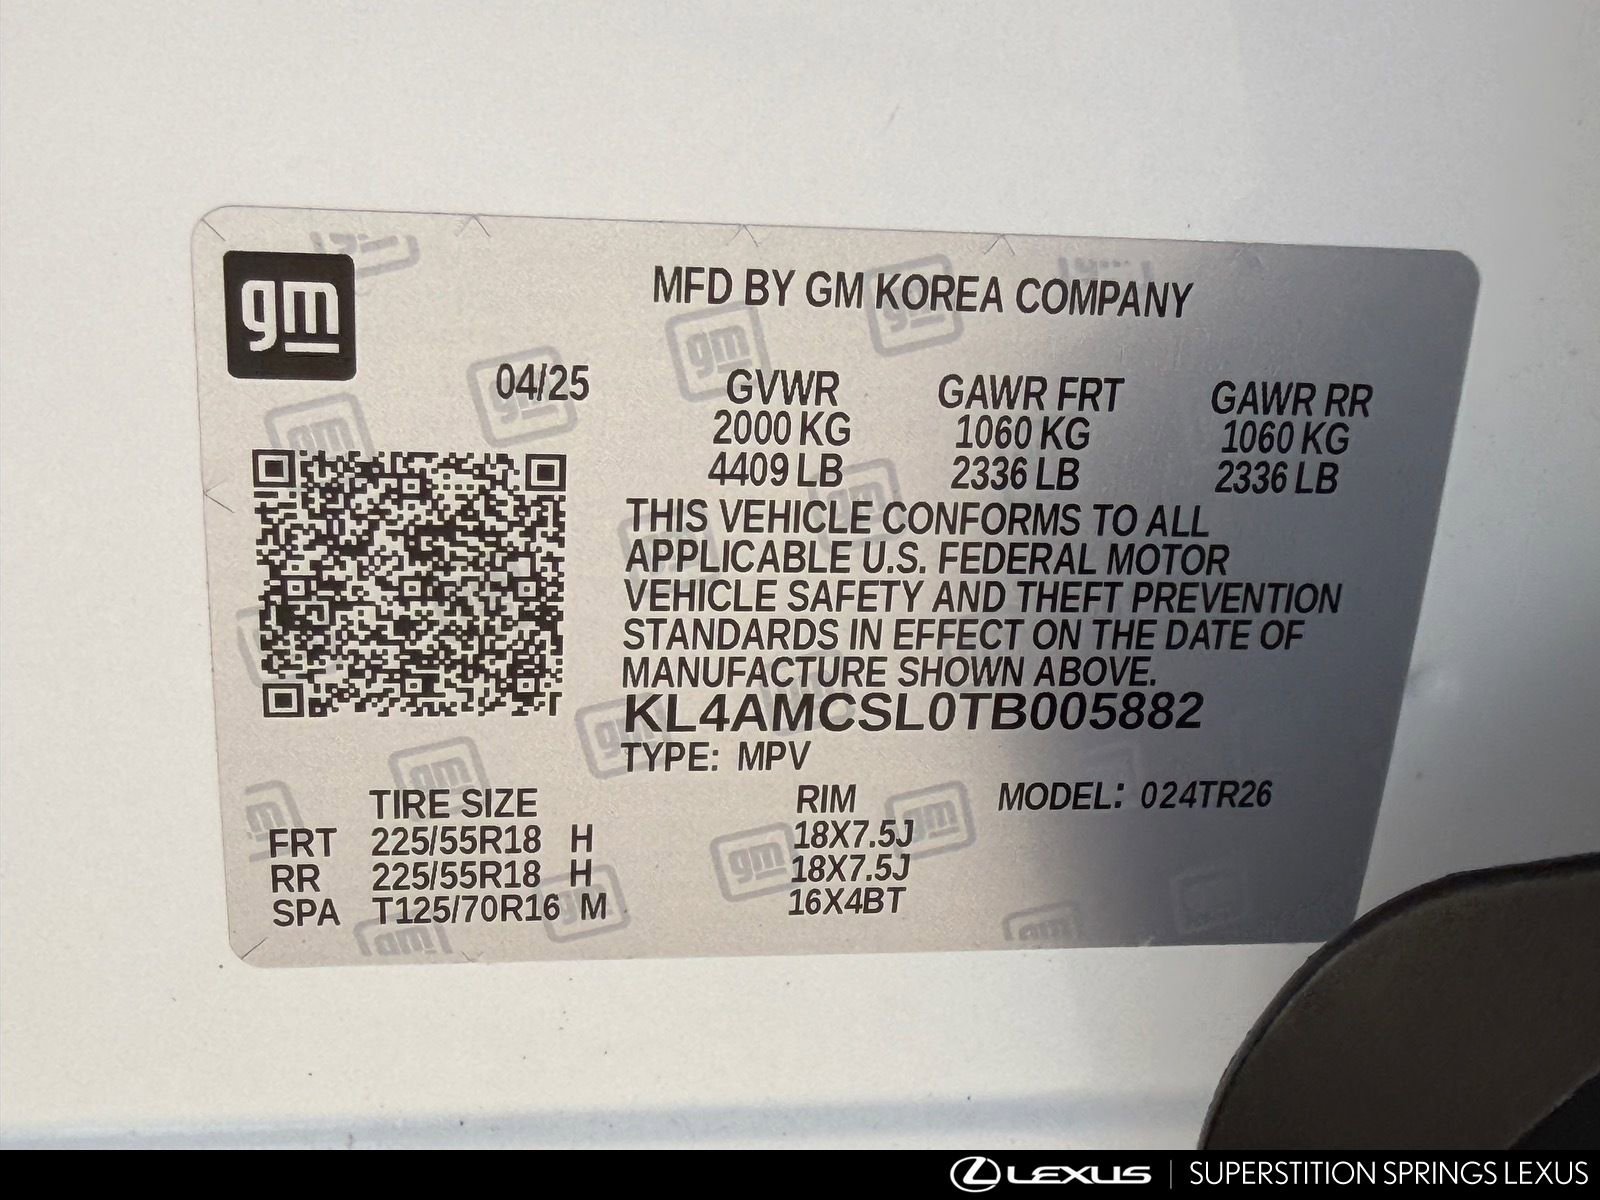 gm
MFD BY GM KOREA COMPANY
04/25
GVWR GAWR FRT GAWR RR
2000 KG 1060 KG 1060 KG
4409 LB 2336 LB 2336 LB
THIS VEHICLE CONFORMS TO ALL
APPLICABLE U.S. FEDERAL MOTOR
VEHICLE SAFETY AND THEFT PREVENTION
STANDARDS IN EFFECT ON THE DATE OF
MANUFACTURE SHOWN ABOVE.
KL4AMCSL0TB005882
TYPE: MPV
TIRE SIZE RIM MODEL: 024TR26
FRT 225/55R18 H 18X7.5J
RR 225/55R18 H 18X7.5J
SPA T125/70R16 M 16X4BT
LEXUS | SUPERSTITION SPRINGS LEXUS